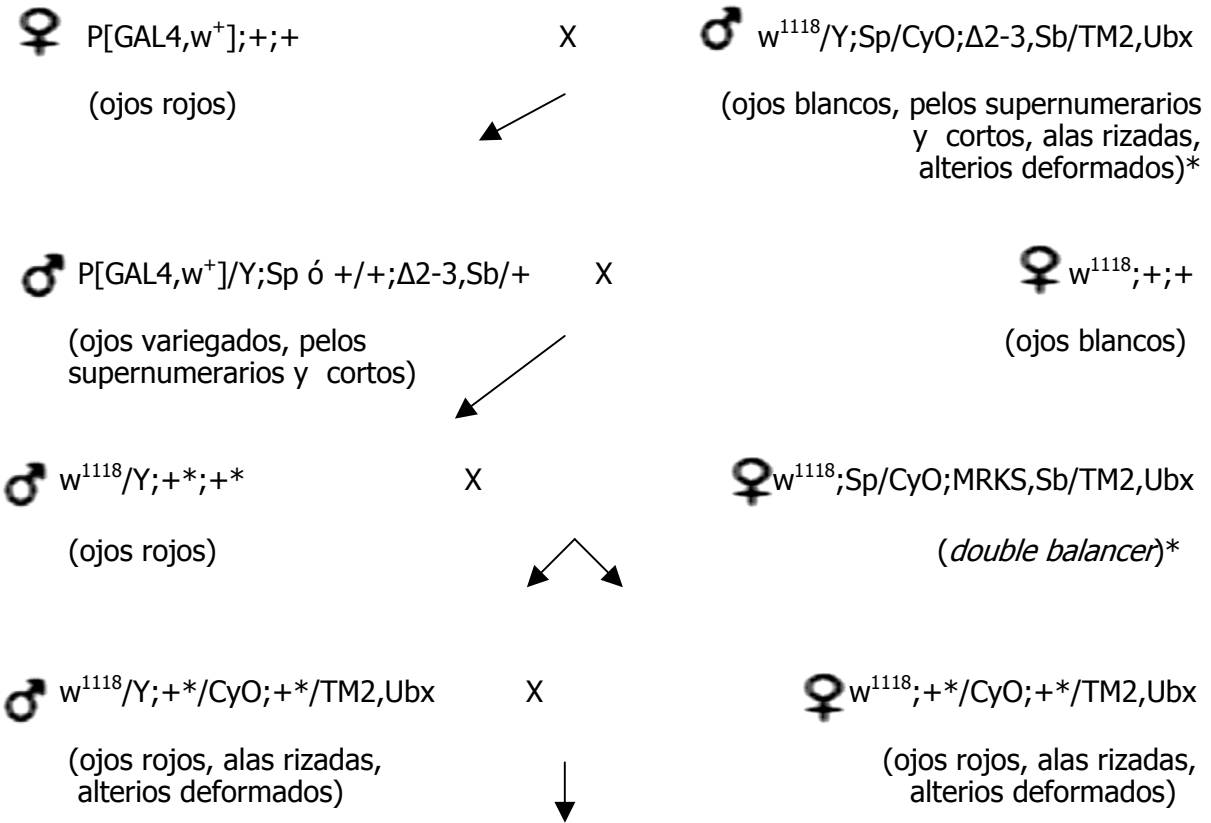 ♀ P[GAL4,w⁺];+;+ X ♂ w¹¹¹⁸/Y;Sp/CyO;Δ2-3,Sb/TM2,Ubx
(ojos rojos)
(ojos blancos, pelos supernumerarios
y cortos, alas rizadas,
alterios deformados)*
♂ P[GAL4,w⁺]/Y;Sp ó +/+;Δ2-3,Sb/+ X ♀ w¹¹¹⁸;+;+
(ojos variegados, pelos
supernumerarios y cortos)
(ojos blancos)
♂ w¹¹¹⁸/Y;+*;+* X ♀ w¹¹¹⁸;Sp/CyO;MRKS,Sb/TM2,Ubx
(ojos rojos)
(double balancer)*
♂ w¹¹¹⁸/Y;+*/CyO;+*/TM2,Ubx X ♀ w¹¹¹⁸;+*/CyO;+*/TM2,Ubx
(ojos rojos, alas rizadas,
alterios deformados)
(ojos rojos, alas rizadas,
alterios deformados)